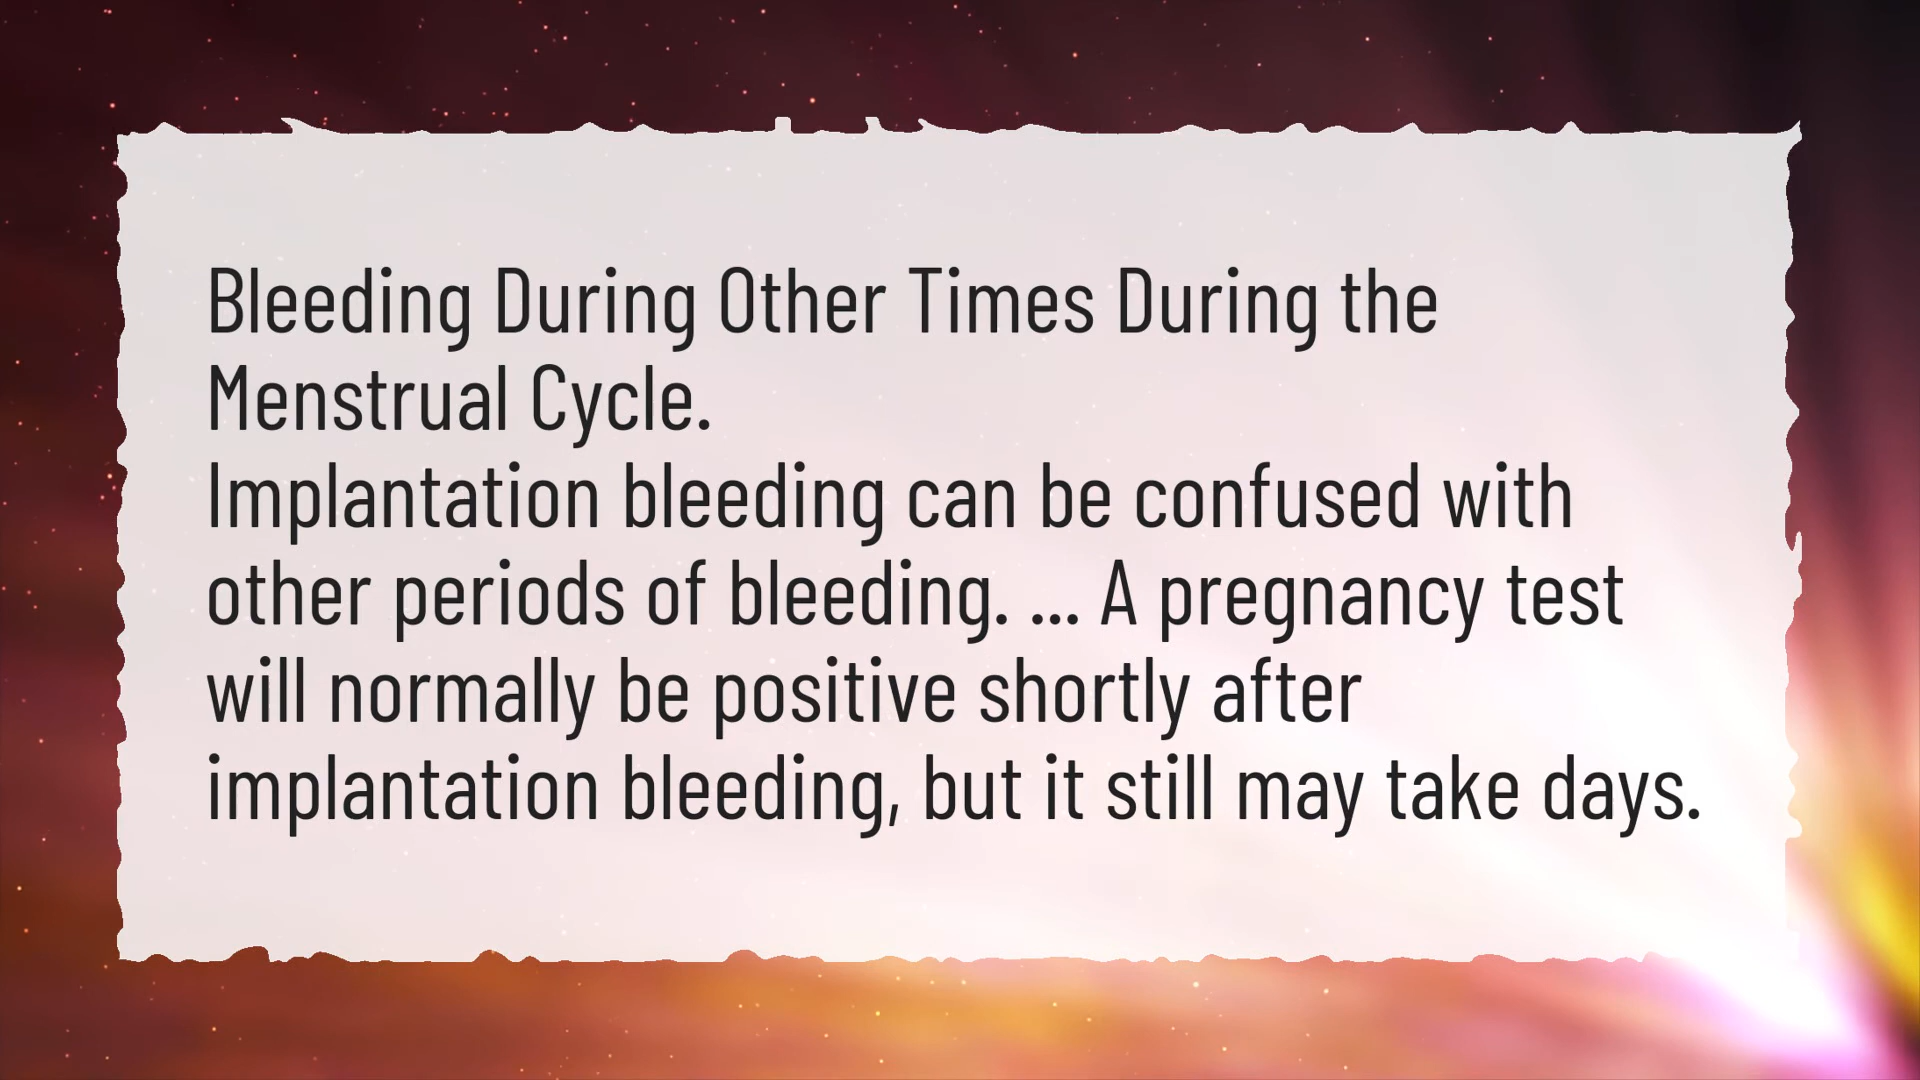 Bleeding During Other Times During the
Menstrual Cycle.
Implantation bleeding can be confused with
other periods of bleeding. ... A pregnancy test
will normally be positive shortly after
implantation bleeding, but it still may take days.